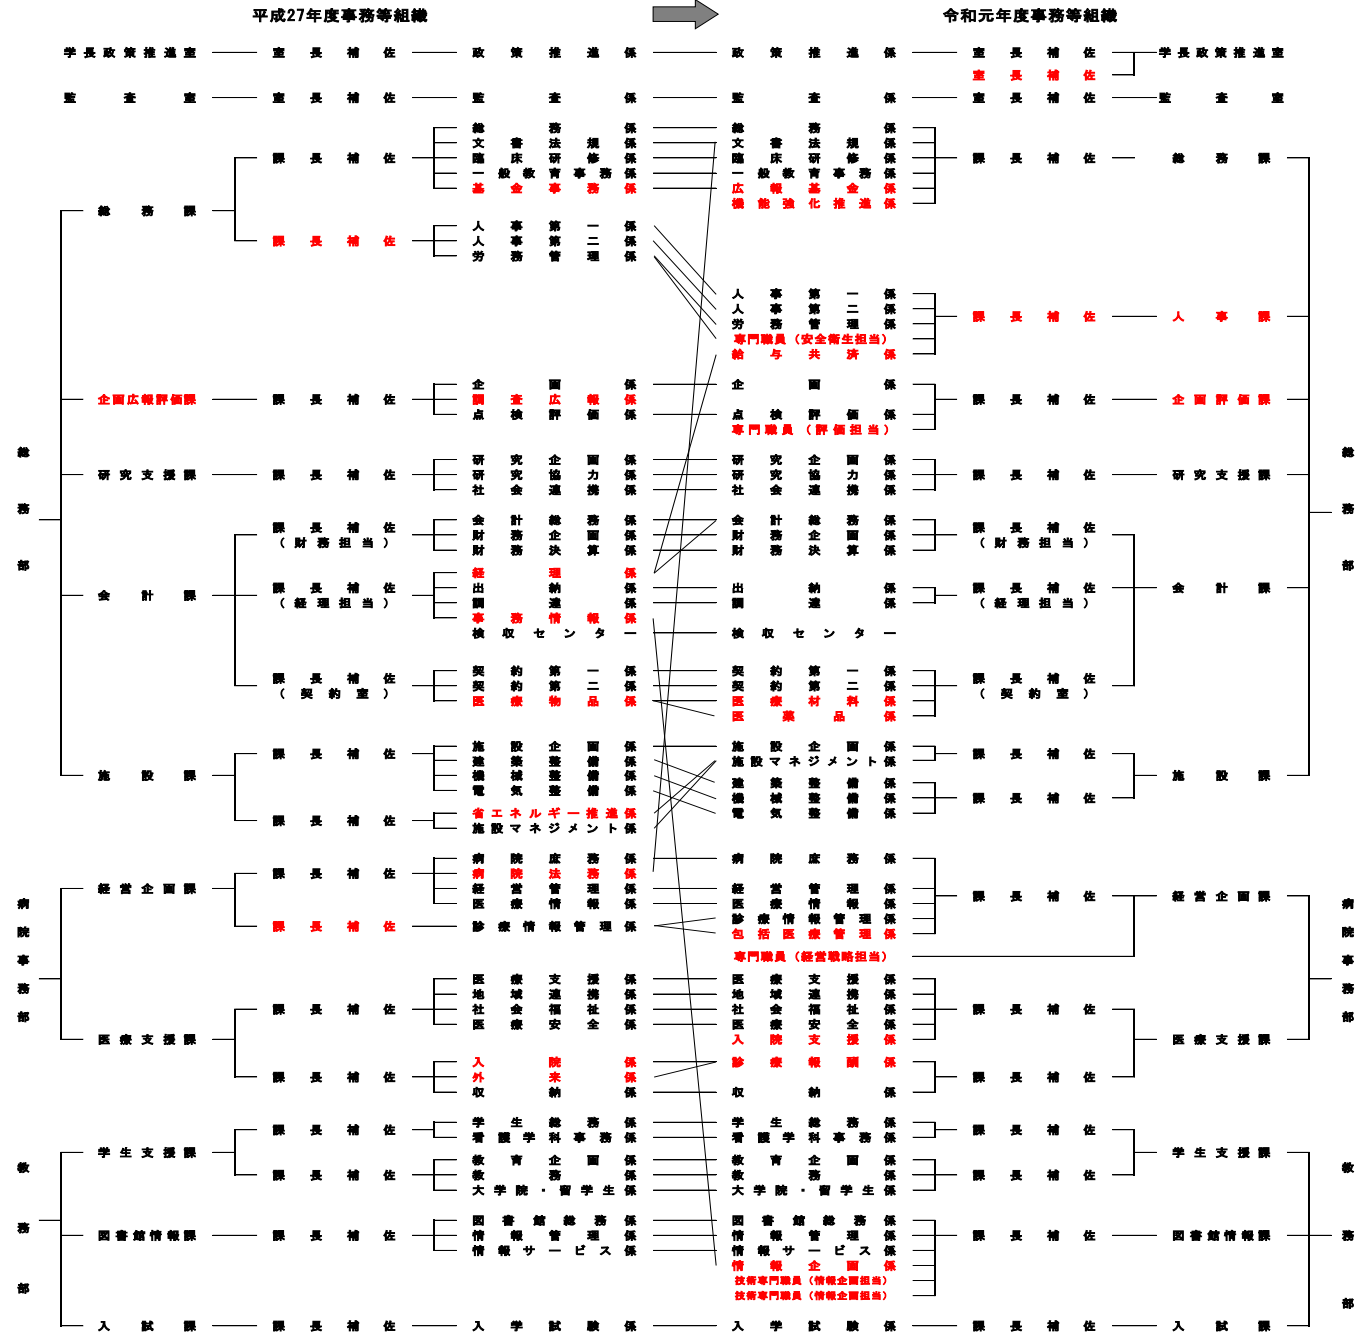 平成27年度事務等組織 令和元年度事務等組織
学長政策推進室 室長補佐 政策推進係 政策推進係 室長補佐 学長政策推進室
室長補佐
監査室 室長補佐 監査係 監査係 室長補佐 監査室
総務係 総務係
文書法規係 文書法規係
課長補佐 臨床研修係 臨床研修係 課長補佐 総務課
一般教育事務係 一般教育事務係
基金事務係 広報基金係
機能強化推進係
総務課
人事第一係
課長補佐 人事第二係
労務管理係
人事第一係
人事第二係
課長補佐 人事課
労務管理係
専門職員（安全衛生担当）
給与共済係
企画係 企画係
企画広報評価課 課長補佐 調査広報係 課長補佐 企画評価課
点検評価係 点検評価係
専門職員（評価担当）
研究企画係 研究企画係
研究支援課 課長補佐 研究協力係 研究協力係 課長補佐 研究支援課
社会連携係 社会連携係
総務部 総務部
会計総務係 会計総務係
課長補佐 財務企画係 財務企画係 課長補佐
（財務担当） 財務決算係 財務決算係 （財務担当）
経理係
会計課 課長補佐 出納係 出納係 課長補佐 会計課
（経理担当） 調達係 調達係 （経理担当）
事務情報係
検収センター 検収センター
契約第一係 契約第一係
課長補佐 契約第二係 契約第二係 課長補佐
（契約室） 医療物品係 医療材料係 （契約室）
医薬品係
施設企画係 施設企画係
課長補佐 建築整備係 施設マネジメント係 課長補佐
施設課 機械整備係 建築整備係 施設課
電気整備係 機械整備係 課長補佐
省エネルギー推進係 電気整備係
課長補佐 施設マネジメント係
病院庶務係 病院庶務係
課長補佐 病院法務係
経営企画課 経営管理係 経営管理係 課長補佐 経営企画課
医療情報係 医療情報係
課長補佐 診療情報管理係 診療情報管理係
包括医療管理係
専門職員（経営戦略担当）
病院事務部 病院事務部
医療支援係 医療支援係
地域連携係 地域連携係
課長補佐 社会福祉係 社会福祉係 課長補佐
医療安全係 医療安全係
医療支援課 入院支援係 医療支援課
入院係 診療報酬係
課長補佐 外来係 課長補佐
収納係 収納係
学生総務係 学生総務係
課長補佐 看護学科事務係 看護学科事務係 課長補佐
学生支援課 学生支援課
教育企画係 教育企画係
課長補佐 教務係 教務係 課長補佐
大学院・留学生係 大学院・留学生係
教務部 教務部
図書館総務係 図書館総務係
図書館情報課 課長補佐 情報管理係 情報管理係 課長補佐 図書館情報課
情報サービス係 情報サービス係
情報企画係
技術専門職員（情報企画担当）
技術専門職員（情報企画担当）
入試課 課長補佐 入学試験係 入学試験係 課長補佐 入試課